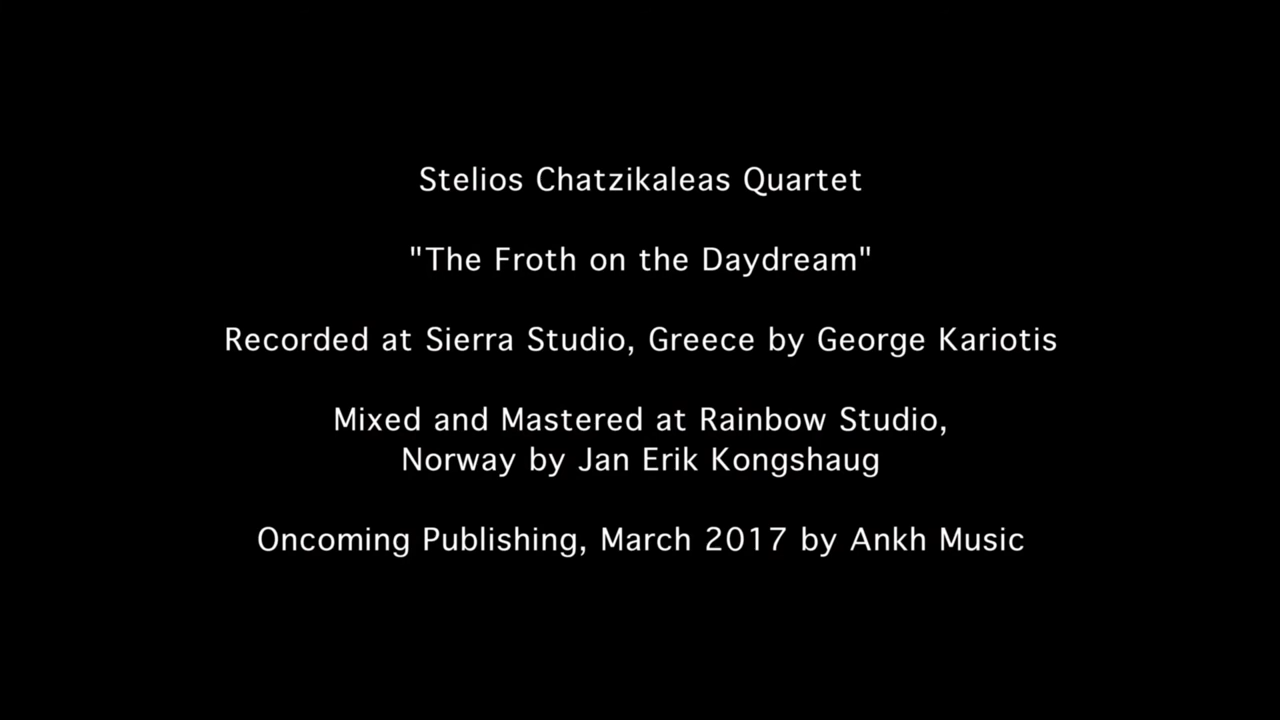 Stelios Chatzikaleas Quartet
"The Froth on the Daydream"
Recorded at Sierra Studio, Greece by George Kariotis
Mixed and Mastered at Rainbow Studio,
Norway by Jan Erik Kongshaug
Oncoming Publishing, March 2017 by Ankh Music